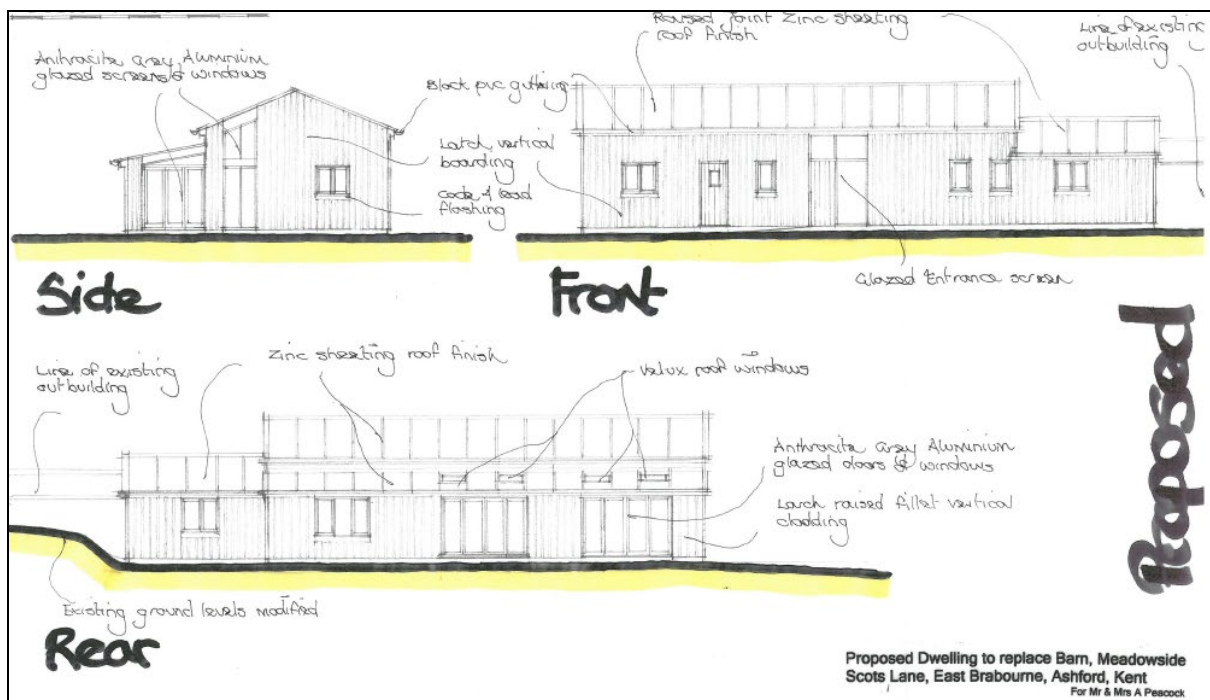 Anthracite Grey Aluminium
glazed screens & windows
Black pvc guttering
Larch vertical
boarding
Code 4 lead
flashing
Raised joint Zinc sheeting
roof finish
Line of existing
outbuilding
Side
Front
Glazed Entrance screen
Proposed
Line of existing
outbuilding
Zinc sheeting roof finish
Velux roof windows
Anthracite Grey Aluminium
glazed doors & windows
Larch raised fillet vertical
cladding
Existing ground levels modified
Rear
Proposed Dwelling to replace Barn, Meadowside
Scots Lane, East Brabourne, Ashford, Kent
For Mr & Mrs A Peacock